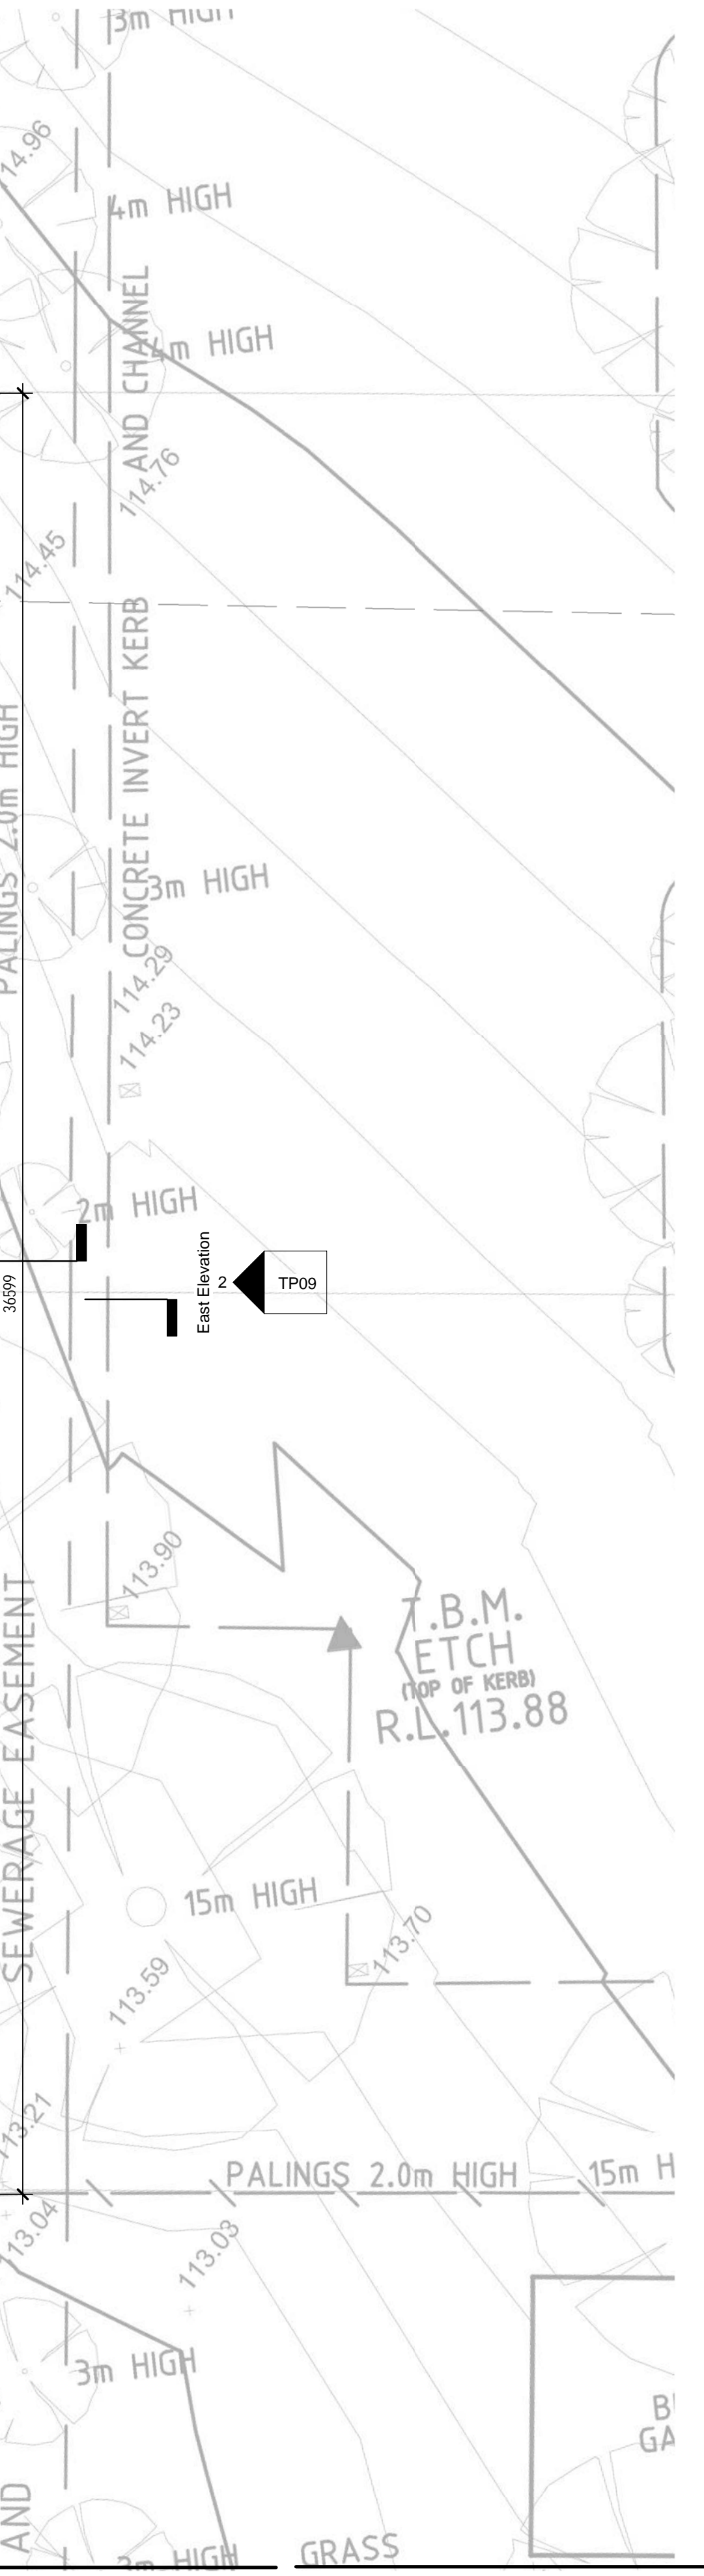 3m HIGH
14.96
4m HIGH
4m HIGH
AND CHANNEL
114.76
114.45
PALINGS 2.0m HIGH
CONCRETE INVERT KERB
3m HIGH
114.29
114.23
2m HIGH
36599
East Elevation
2
TP09
113.90
T.B.M.
ETCH
(TOP OF KERB)
R.L.113.88
SEWERAGE EASEMENT
15m HIGH
113.70
113.59
113.21
PALINGS 2.0m HIGH
15m H
113.04
113.03
3m HIGH
AND
HIGH
GRASS